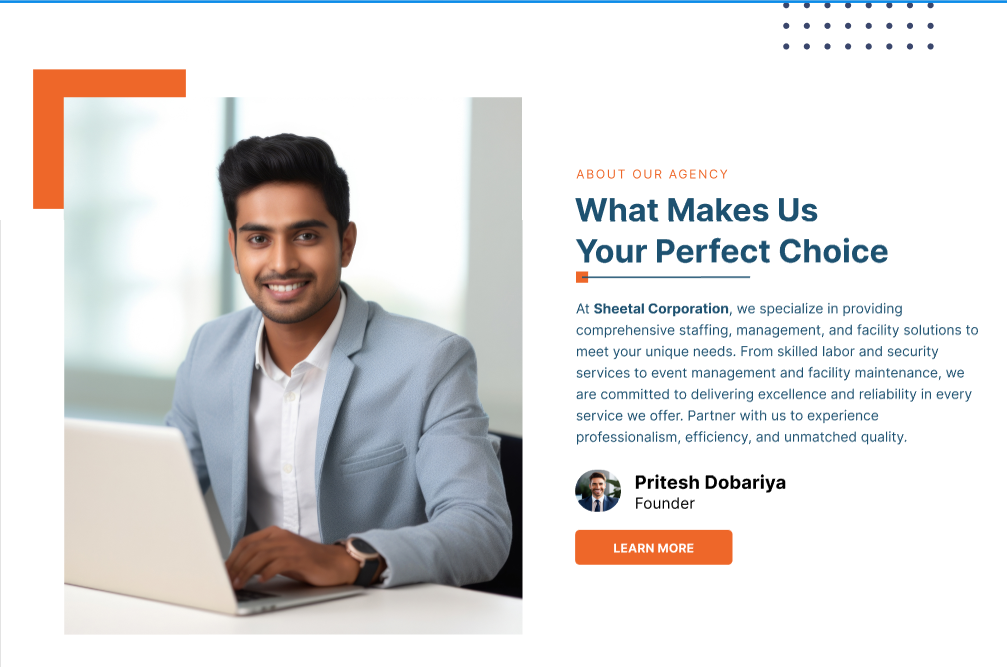 ABOUT OUR AGENCY
What Makes Us
Your Perfect Choice
At Sheetal Corporation, we specialize in providing
comprehensive staffing, management, and facility solutions to
meet your unique needs. From skilled labor and security
services to event management and facility maintenance, we
are committed to delivering excellence and reliability in every
service we offer. Partner with us to experience
professionalism, efficiency, and unmatched quality.
Pritesh Dobariya
Founder
LEARN MORE